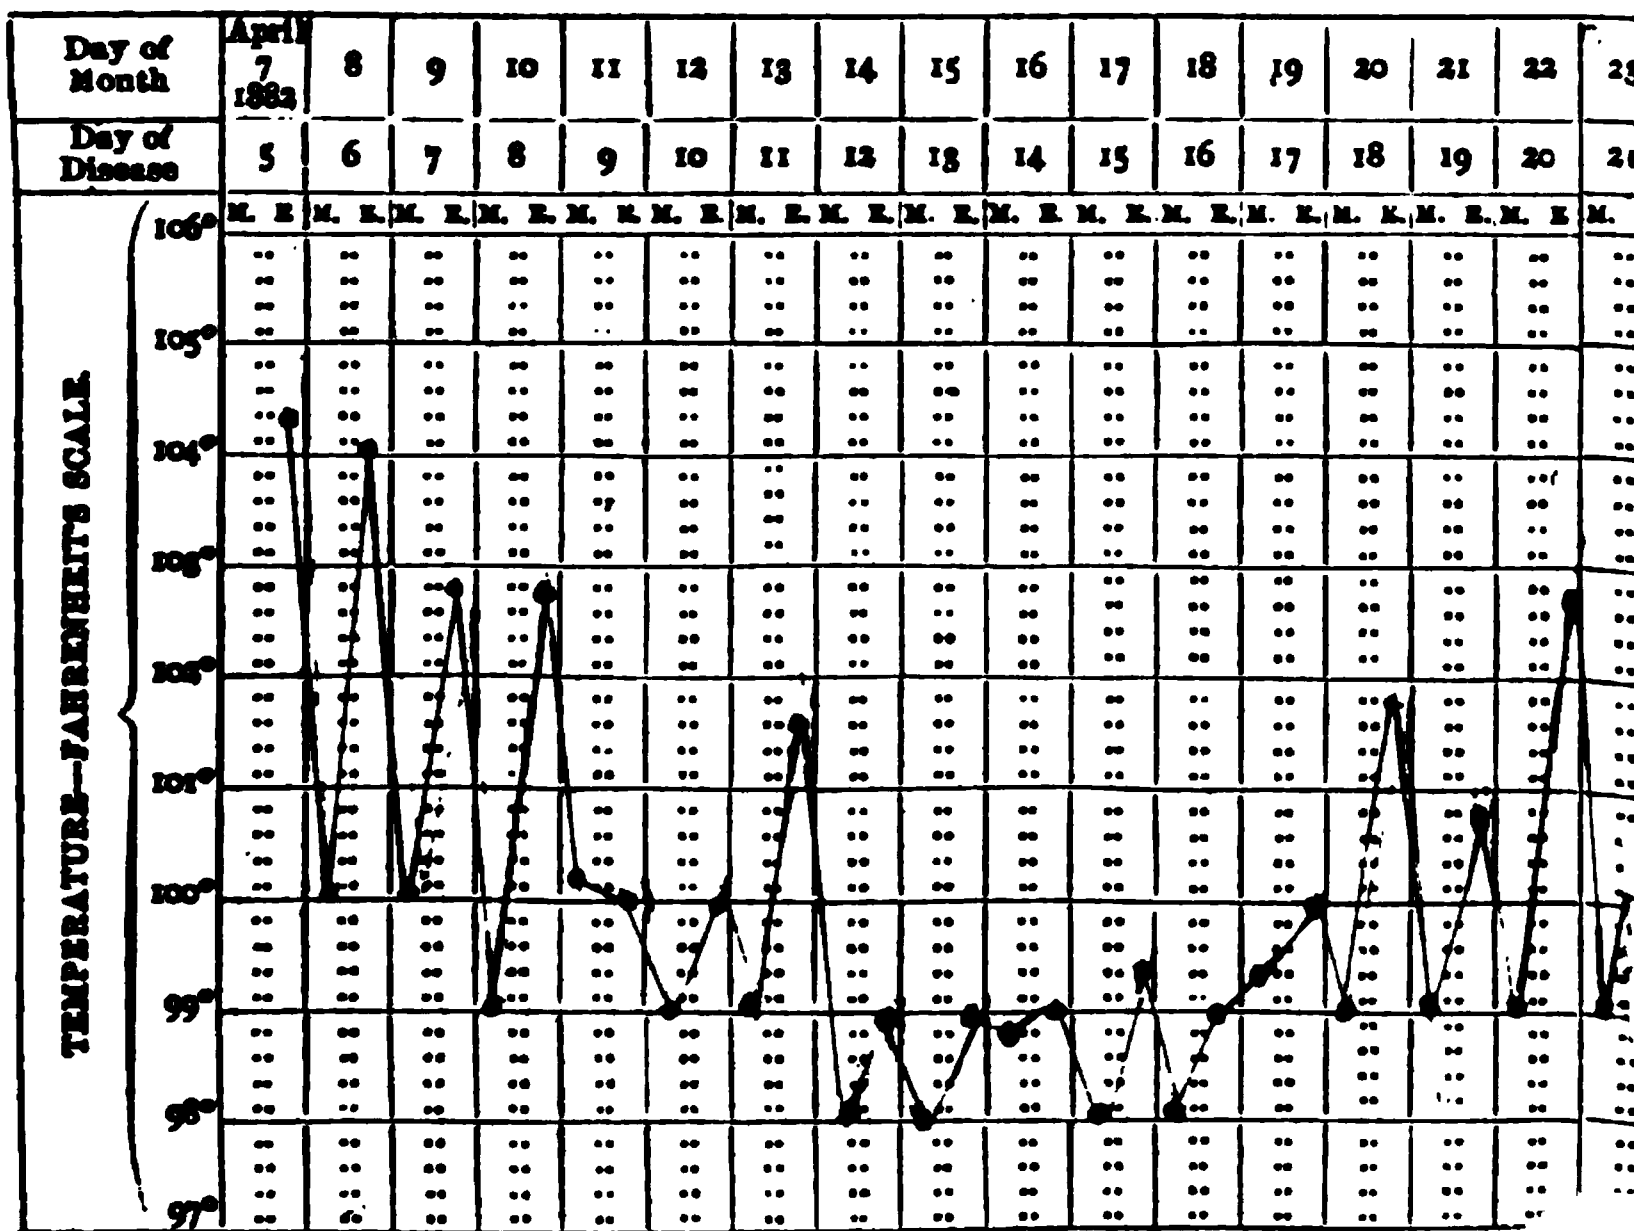 Day of Month April 7 1882 8 9 10 11 12 13 14 15 16 17 18 19 20 21 22
Day of Disease 5 6 7 8 9 10 11 12 13 14 15 16 17 18 19 20
M. E M. E. M. E. M. E. M. E. M. E. M. E. M. E. M. E. M. E. M. E. M. E. M. E. M. E. M. E. M. E M.
TEMPERATURE—FAHRENHEITS SCALE.
106°
105°
104°
103°
102°
101°
100°
99°
98°
97°